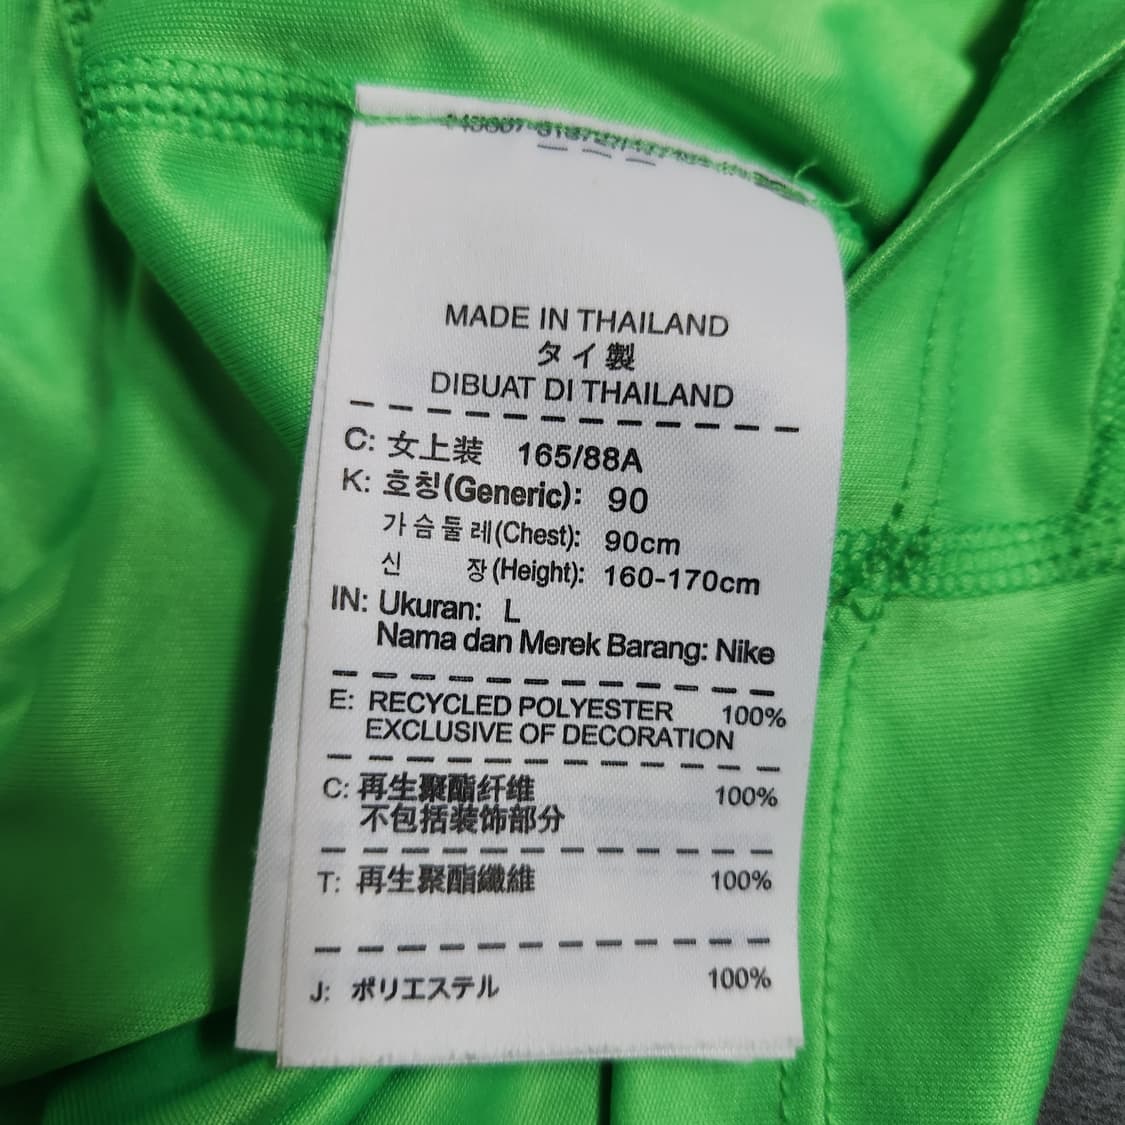 MADE IN THAILAND
タイ製
DIBUAT DI THAILAND
C: 女上装 165/88A
K: 호칭(Generic): 90
가슴둘레(Chest): 90cm
신 장(Height): 160-170cm
IN: Ukuran: L
Nama dan Merek Barang: Nike
E: RECYCLED POLYESTER 100%
EXCLUSIVE OF DECORATION
C: 再生聚酯纤维 100%
不包括装饰部分
T: 再生聚酯纖維 100%
J: ポリエステル 100%